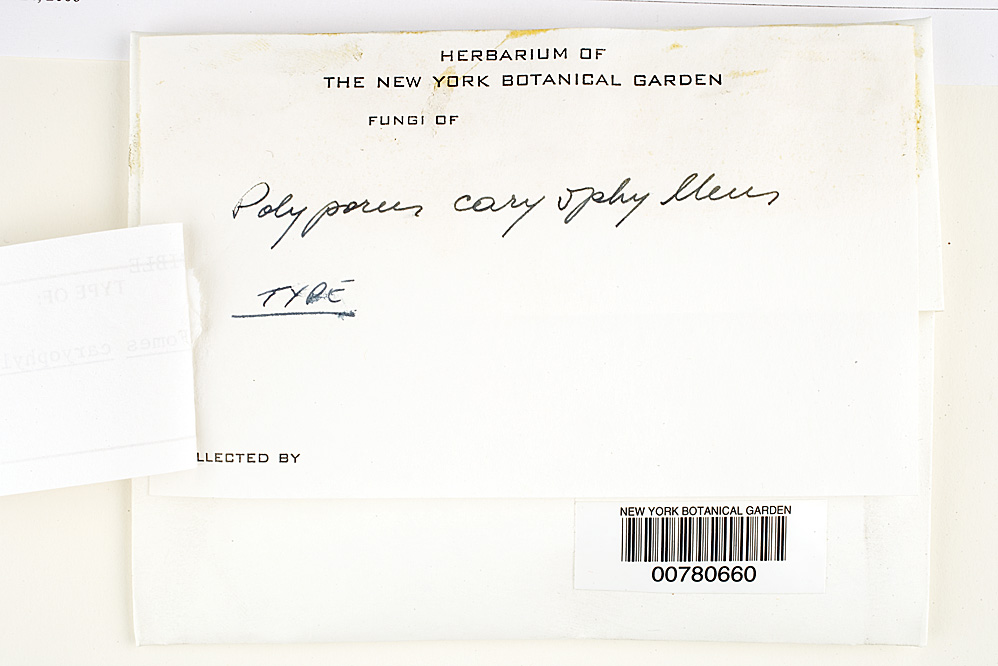 HERBARIUM OF
THE NEW YORK BOTANICAL GARDEN
FUNGI OF
Polyporus caryophylleus
TYPE
TYPE OF:
Fomes caryophyl
LLECTED BY
NEW YORK BOTANICAL GARDEN
00780660